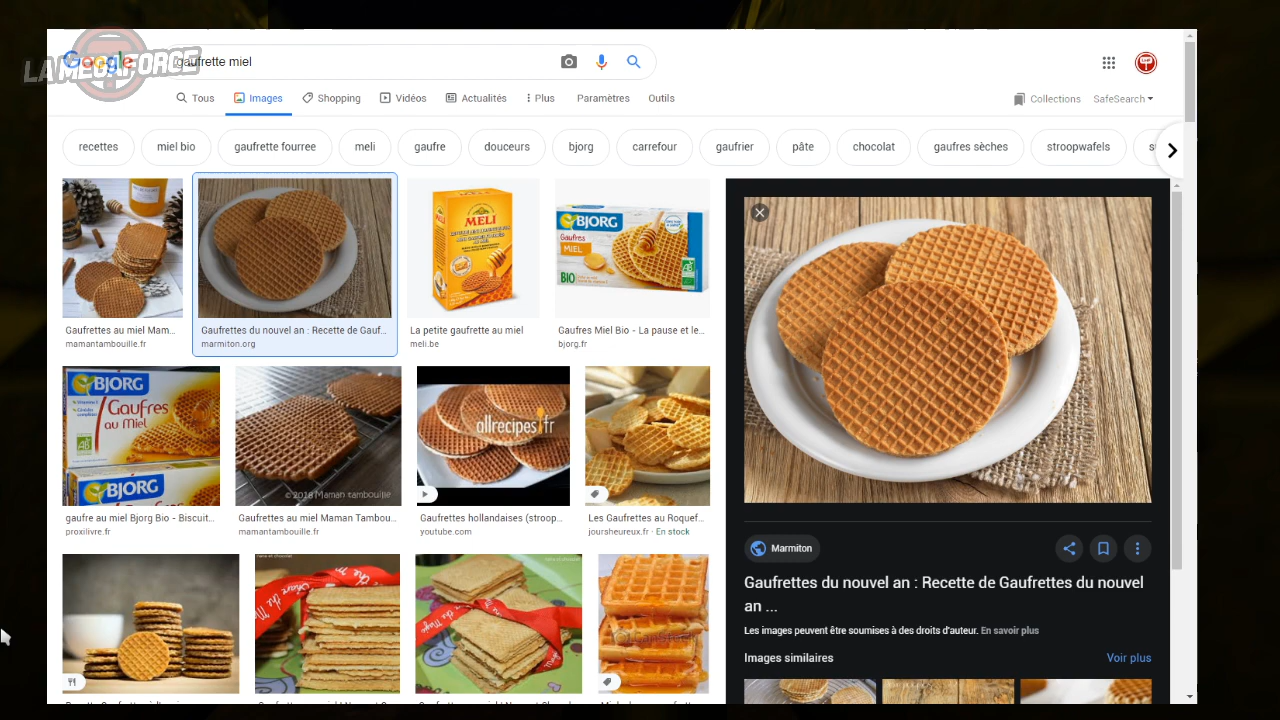 Google
LA MEGAFORCE
gaufrette miel
Tous
Images
Shopping
Vidéos
Actualités
Plus
Paramètres
Outils
Collections
SafeSearch
recettes
miel bio
gaufrette fourree
meli
gaufre
douceurs
bjorg
carrefour
gaufrier
pâte
chocolat
gaufres sèches
stroopwafels
MELI
BJORG
Gaufres
MIEL
BIO
Gaufrettes au miel Mam...
mamantambouille.fr
Gaufrettes du nouvel an : Recette de Gauf...
marmiton.org
La petite gaufrette au miel
meli.be
Gaufres Miel Bio - La pause et le...
bjorg.fr
BJORG
Gaufres
au Miel
AB
BJORG
© 2018 Maman tambouille
allrecipes.fr
gaufre au miel Bjorg Bio - Biscuit...
proxilivre.fr
Gaufrettes au miel Maman Tambou...
mamantambouille.fr
Gaufrettes hollandaises (stroop...
youtube.com
Les Gaufrettes au Roquef...
joursheureux.fr · En stock
Share the Magic
Marmiton
Gaufrettes du nouvel an : Recette de Gaufrettes du nouvel
an ...
Les images peuvent être soumises à des droits d'auteur. En savoir plus
Images similaires
Voir plus